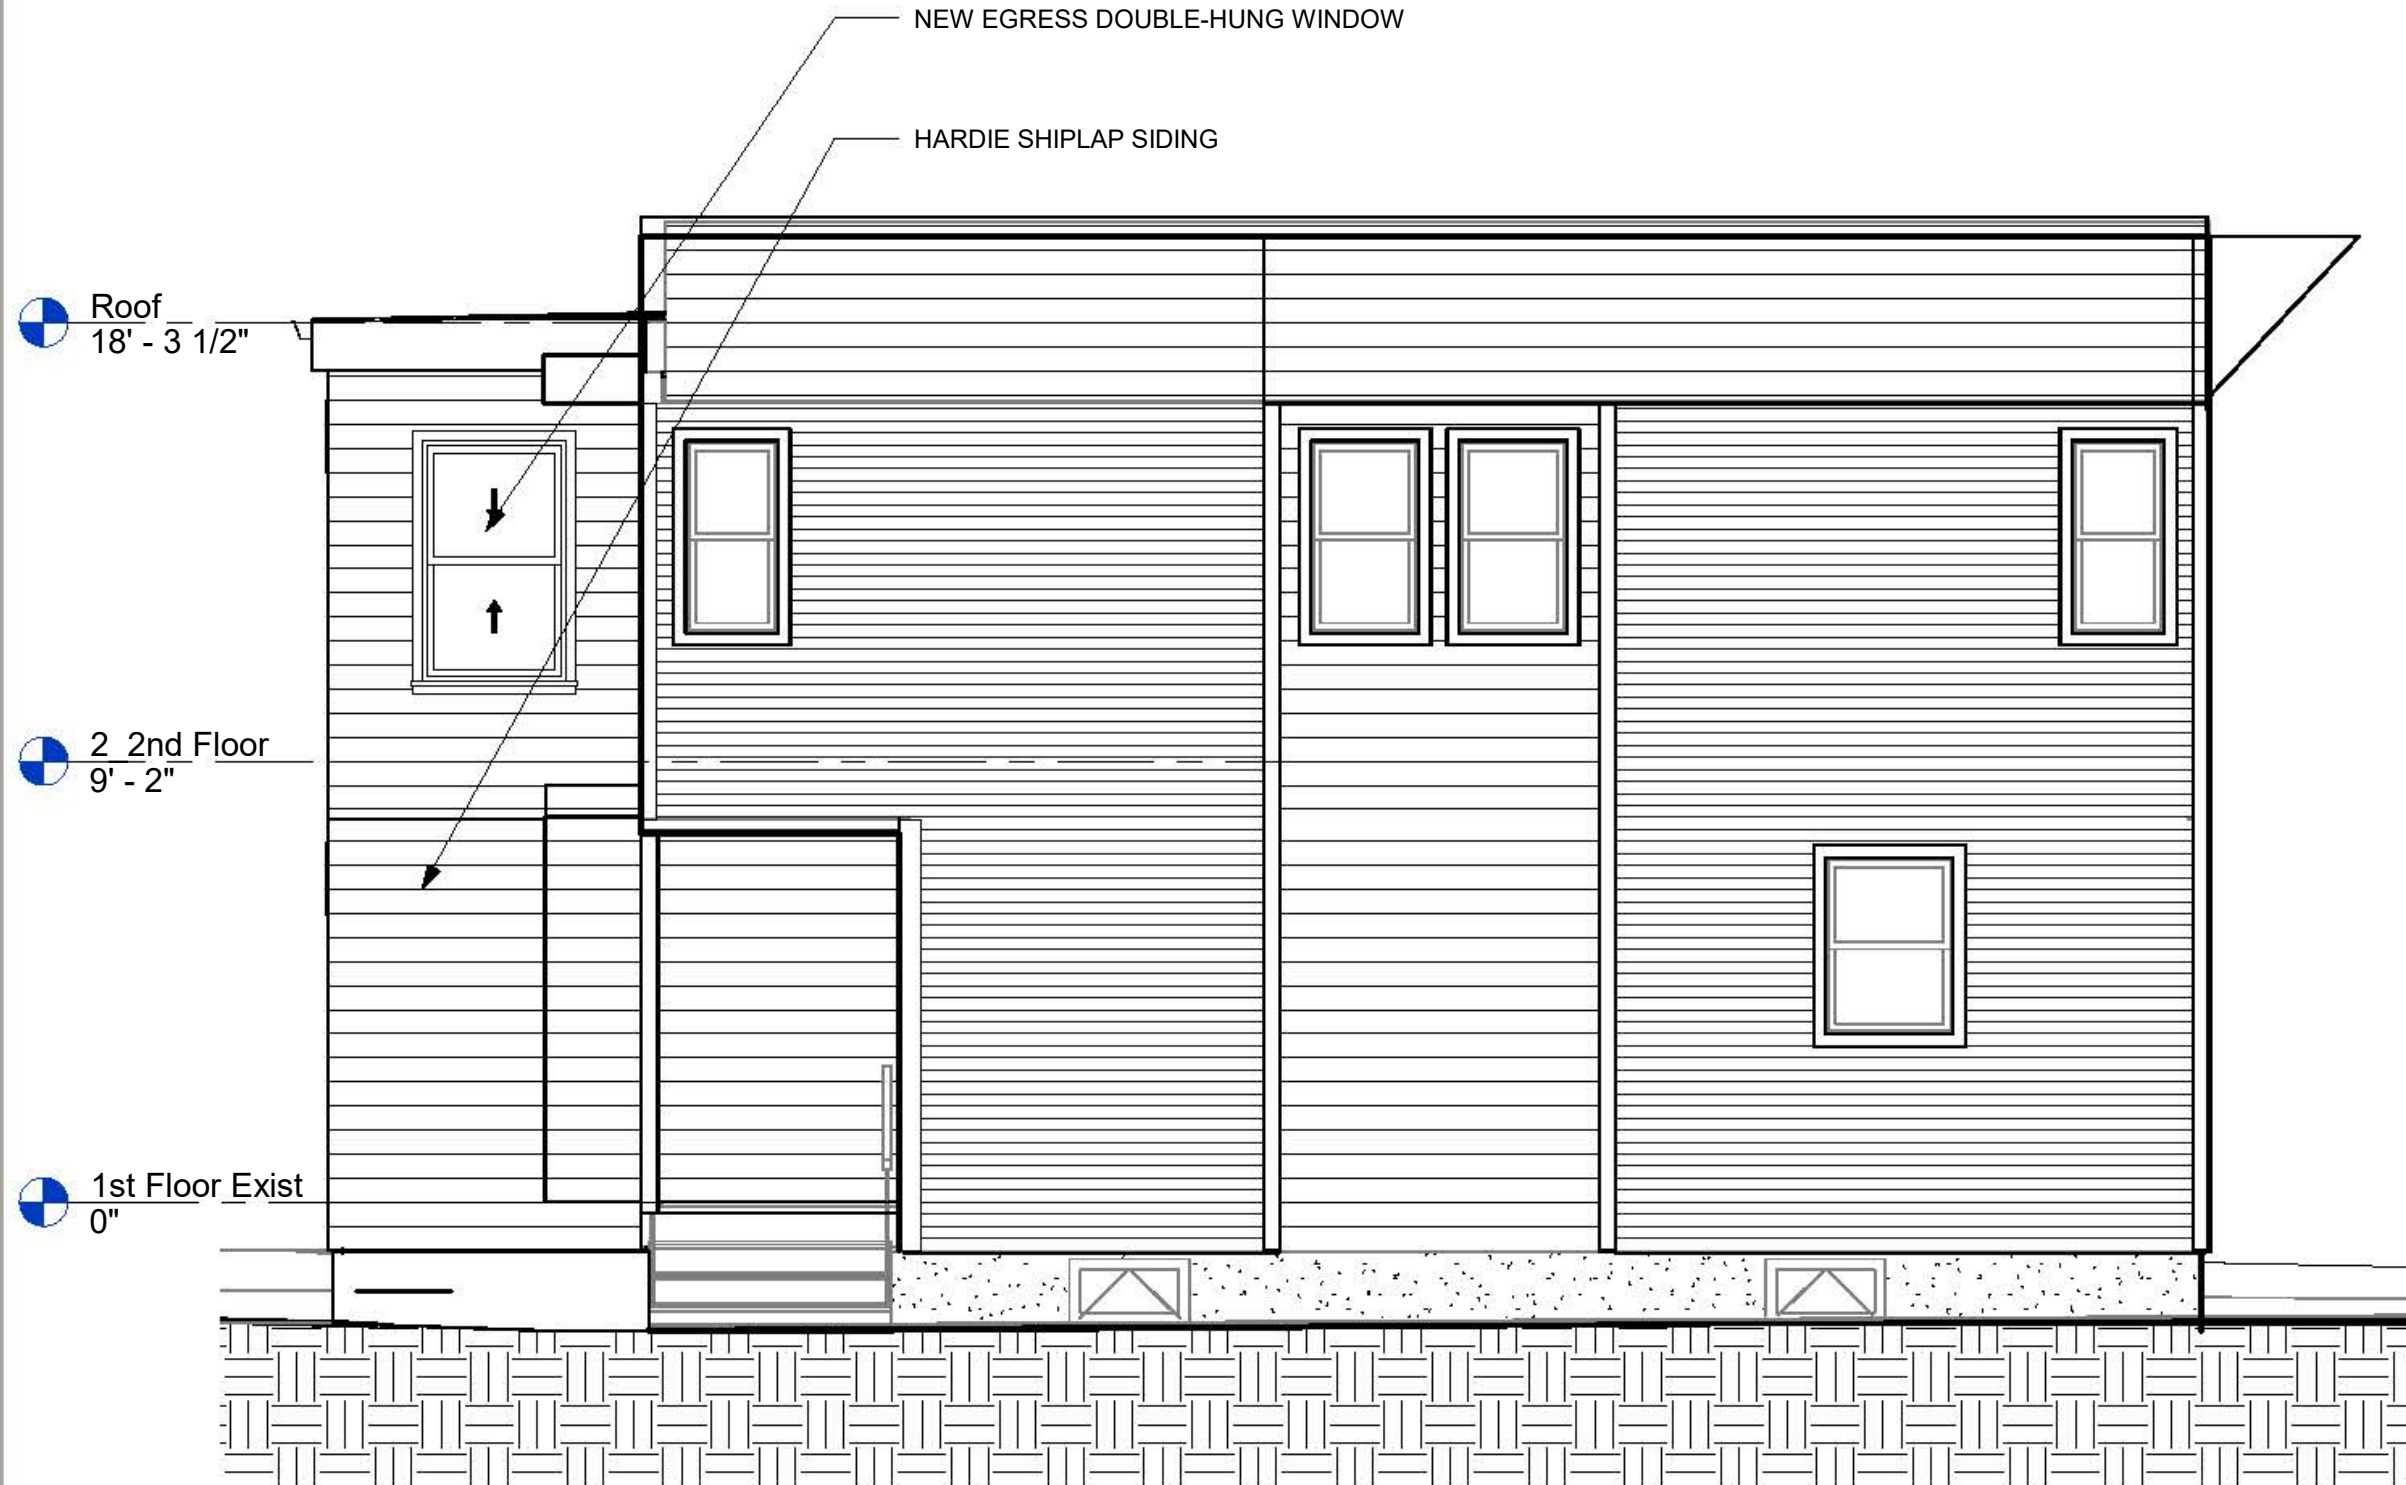 NEW EGRESS DOUBLE-HUNG WINDOW
HARDIE SHIPLAP SIDING
Roof
18' - 3 1/2"
2_2nd Floor
9' - 2"
1st Floor Exist
0"